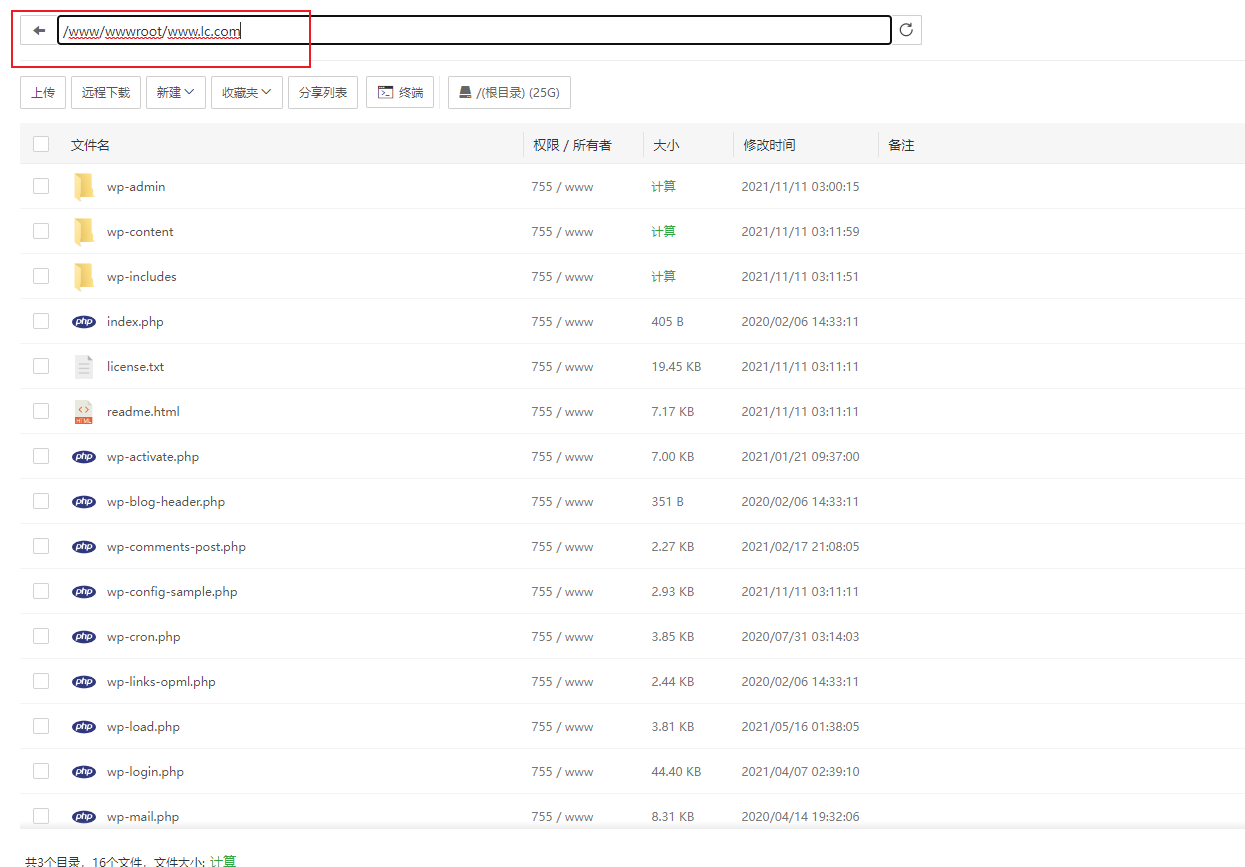 /www/wwwroot/www.lc.com
上传 远程下载 新建 收藏夹 分享列表 终端 /(根目录) (25G)
文件名 权限 / 所有者 大小 修改时间 备注
wp-admin 755 / www 计算 2021/11/11 03:00:15
wp-content 755 / www 计算 2021/11/11 03:11:59
wp-includes 755 / www 计算 2021/11/11 03:11:51
php index.php 755 / www 405 B 2020/02/06 14:33:11
license.txt 755 / www 19.45 KB 2021/11/11 03:11:11
HTML readme.html 755 / www 7.17 KB 2021/11/11 03:11:11
php wp-activate.php 755 / www 7.00 KB 2021/01/21 09:37:00
php wp-blog-header.php 755 / www 351 B 2020/02/06 14:33:11
php wp-comments-post.php 755 / www 2.27 KB 2021/02/17 21:08:05
php wp-config-sample.php 755 / www 2.93 KB 2021/11/11 03:11:11
php wp-cron.php 755 / www 3.85 KB 2020/07/31 03:14:03
php wp-links-opml.php 755 / www 2.44 KB 2020/02/06 14:33:11
php wp-load.php 755 / www 3.81 KB 2021/05/16 01:38:05
php wp-login.php 755 / www 44.40 KB 2021/04/07 02:39:10
php wp-mail.php 755 / www 8.31 KB 2020/04/14 19:32:06
共3个目录，16个文件，文件大小: 计算